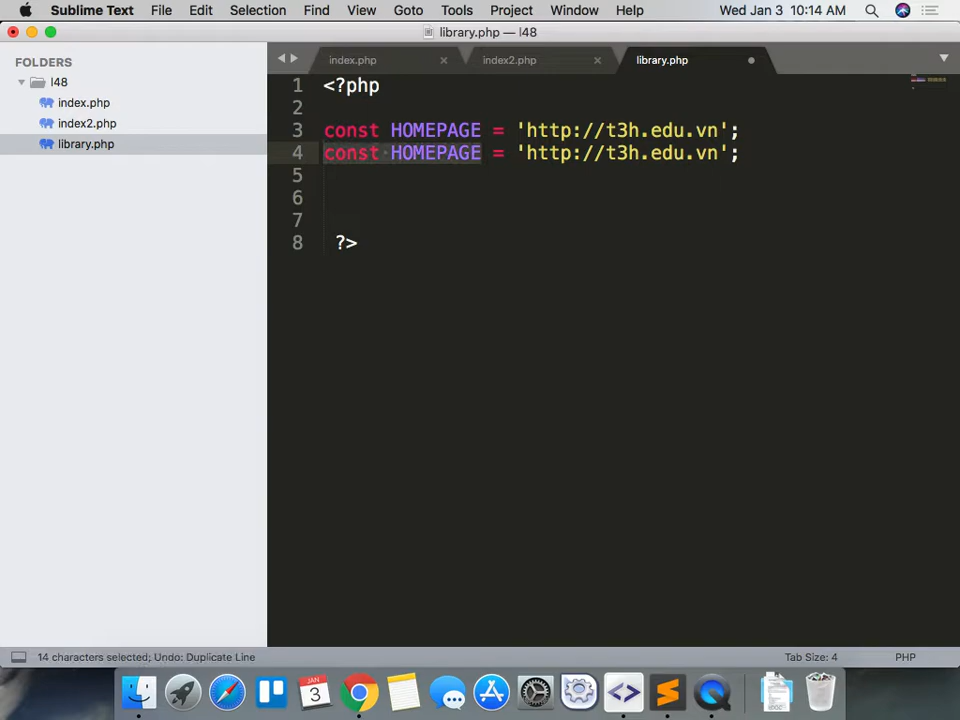 Sublime Text File Edit Selection Find View Goto Tools Project Window Help Wed Jan 3 10:14 AM
library.php — l48
FOLDERS
l48
index.php
index2.php
library.php
index.php × index2.php × library.php
1 <?php
2
3 const HOMEPAGE = 'http://t3h.edu.vn';
4 const HOMEPAGE = 'http://t3h.edu.vn';
5
6
7
8 ?>
14 characters selected; Undo: Duplicate Line Tab Size: 4 PHP
JAN
3